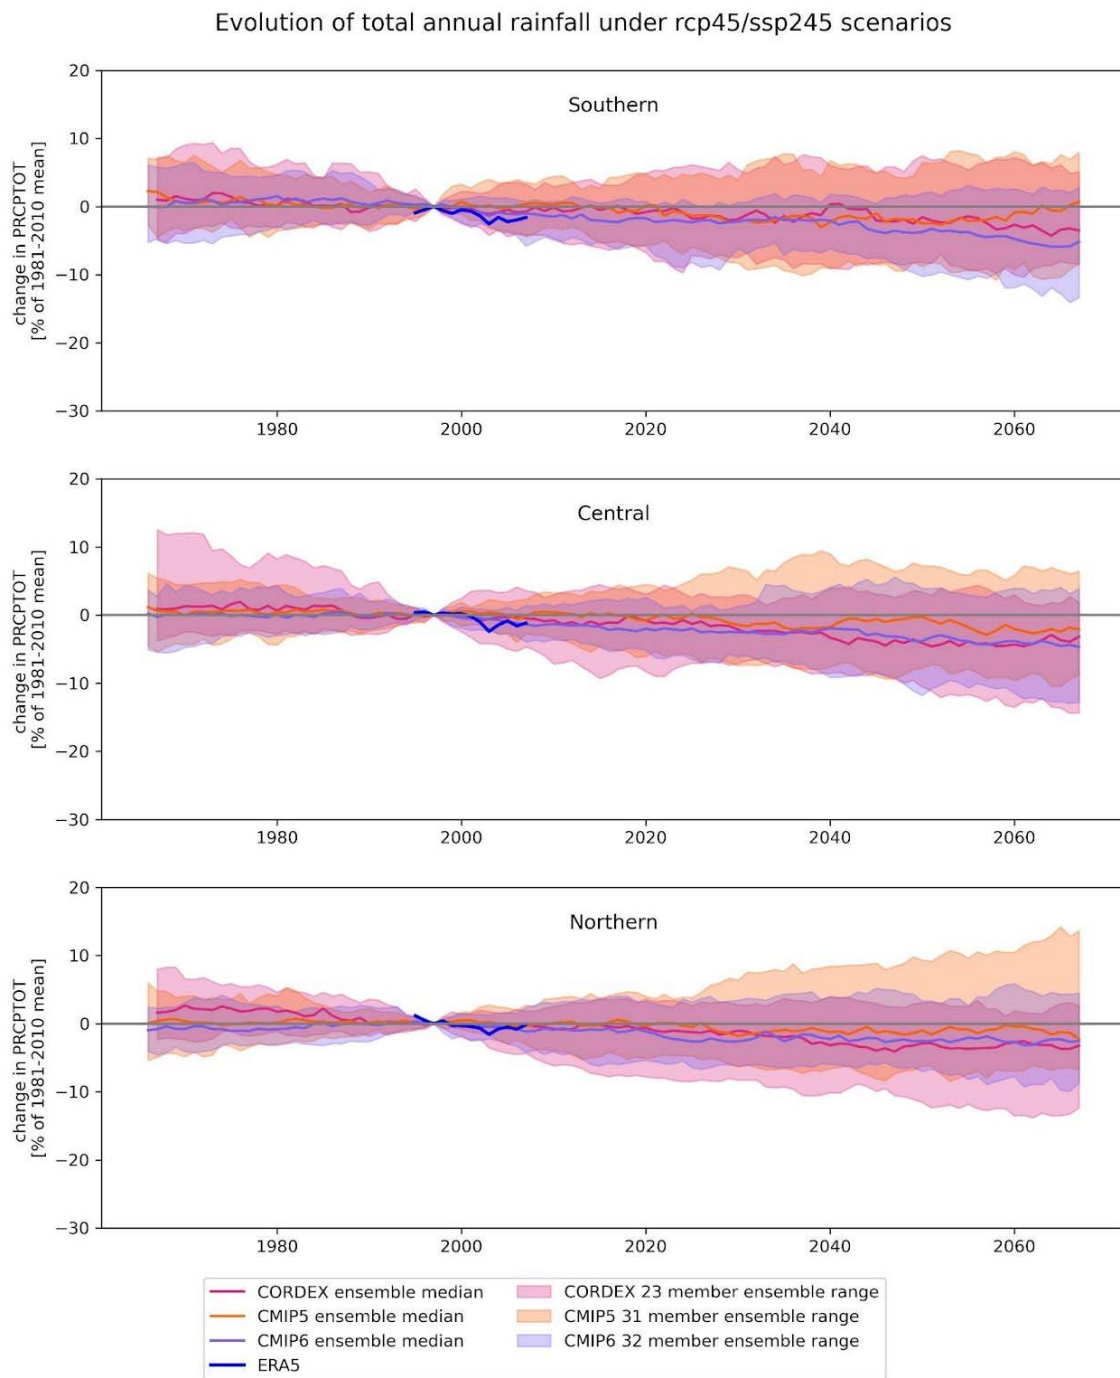 Evolution of total annual rainfall under rcp45/ssp245 scenarios
change in PRCPTOT
[% of 1981-2010 mean]
Southern
20
10
0
−10
−20
−30
1980 2000 2020 2040 2060
change in PRCPTOT
[% of 1981-2010 mean]
Central
20
10
0
−10
−20
−30
1980 2000 2020 2040 2060
change in PRCPTOT
[% of 1981-2010 mean]
Northern
20
10
0
−10
−20
−30
1980 2000 2020 2040 2060
CORDEX ensemble median
CMIP5 ensemble median
CMIP6 ensemble median
ERA5
CORDEX 23 member ensemble range
CMIP5 31 member ensemble range
CMIP6 32 member ensemble range